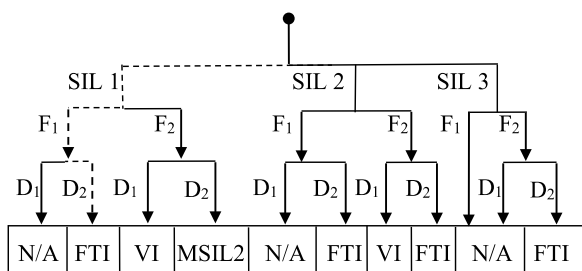 SIL 1 SIL 2 SIL 3
F₁ F₂ F₁ F₂ F₁ F₂
D₁ D₂ D₁ D₂ D₁ D₂ D₁ D₂ D₁ D₂
N/A FTI VI MSIL2 N/A FTI VI FTI N/A FTI